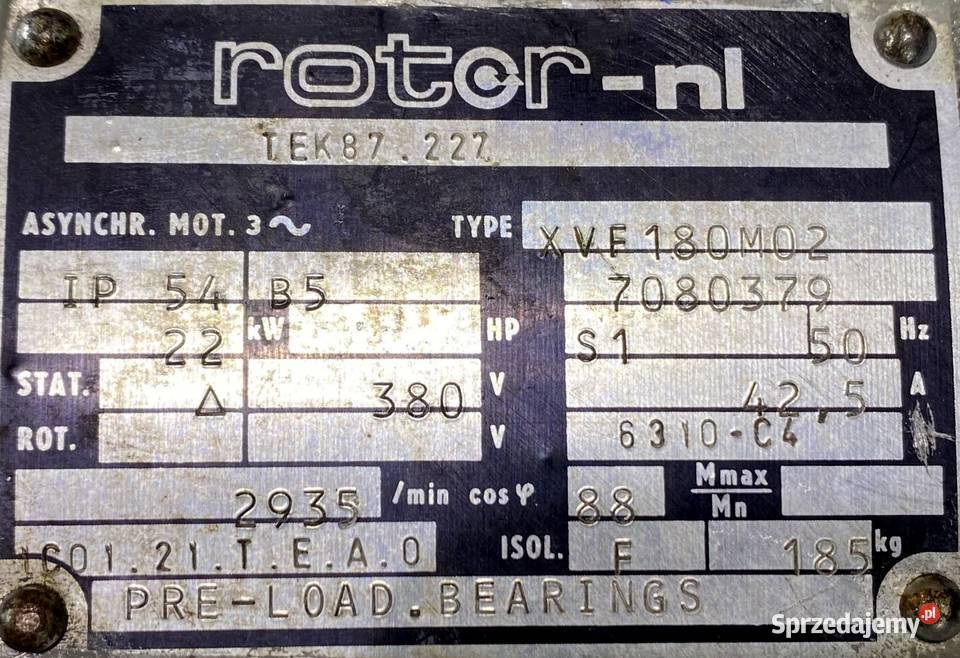 rotor-nl
TEK87.227
ASYNCHR. MOT. 3~ TYPE XVF180M02
IP 54 B5 7080379
22 kW HP S1 50 Hz
STAT. Δ 380 V 42,5 A
ROT. V 6310-C4
2935 /min cos φ 88 Mmax/Mn
IC01.21.T.E.A.O ISOL. F 185 kg
PRE-LOAD.BEARINGS
Sprzedajemy.pl